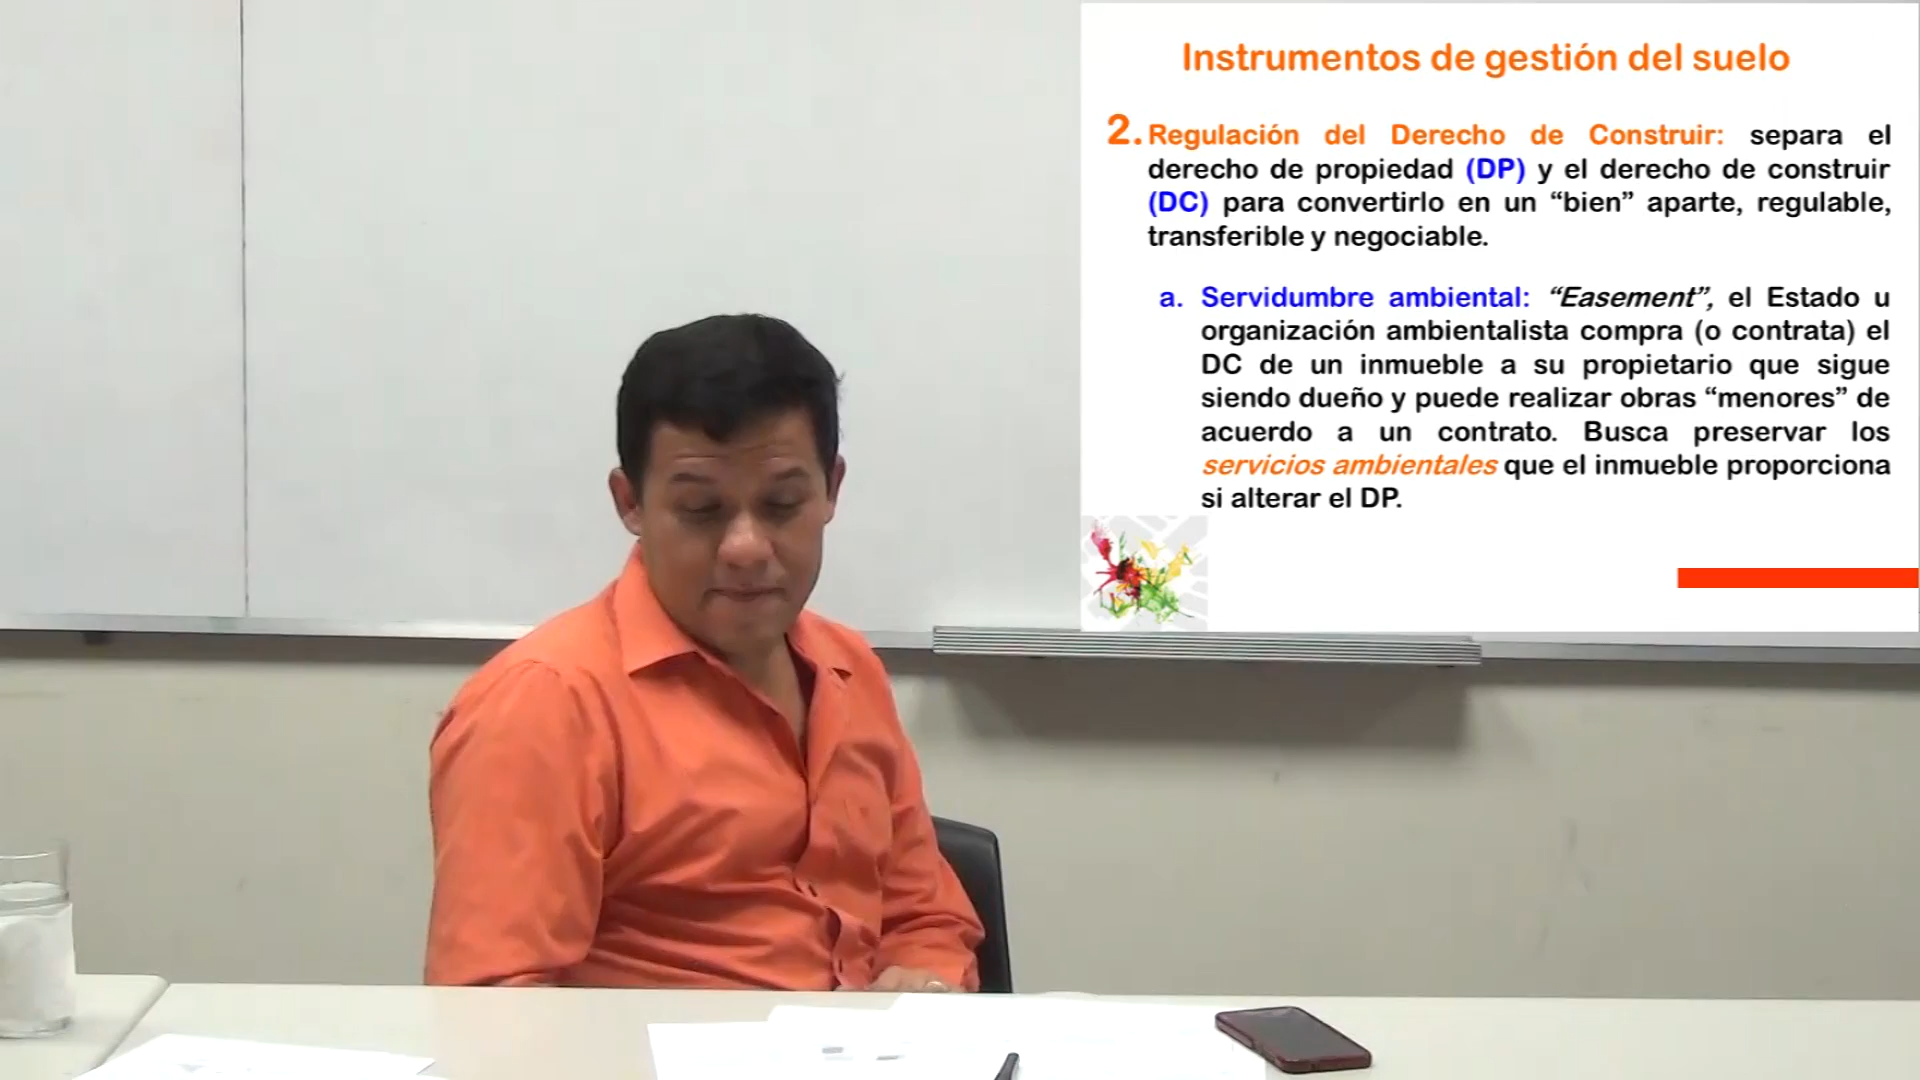 Instrumentos de gestión del suelo
2. Regulación del Derecho de Construir: separa el
derecho de propiedad (DP) y el derecho de construir
(DC) para convertirlo en un “bien” aparte, regulable,
transferible y negociable.
a. Servidumbre ambiental: “Easement”, el Estado u
organización ambientalista compra (o contrata) el
DC de un inmueble a su propietario que sigue
siendo dueño y puede realizar obras “menores” de
acuerdo a un contrato. Busca preservar los
servicios ambientales que el inmueble proporciona
si alterar el DP.